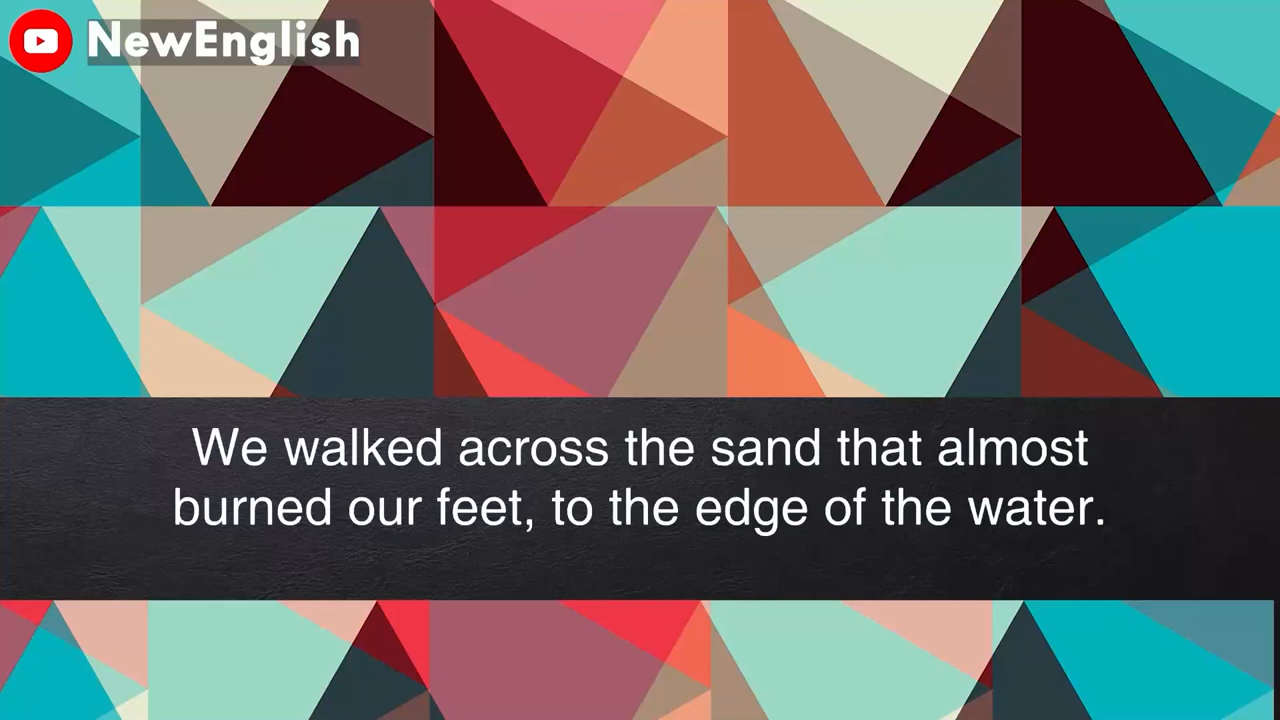 NewEnglish
We walked across the sand that almost
burned our feet, to the edge of the water.